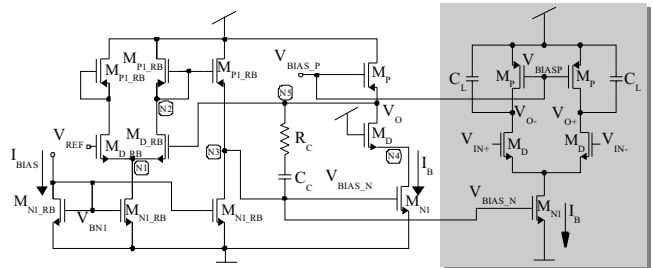 M_P1_RB
M_P1_RB
M_P1_RB
V_BIAS_P
M_P
N2
N5
V_O
V_REF
M_D_RB
M_D_RB
N1
N3
R_C
M_D
N4
I_BIAS
C_C
V_BIAS_N
I_B
M_N1_RB
V_BN1
M_N1_RB
M_N1_RB
M_N1
V_BIASP
C_L
M_P
M_P
C_L
V_O-
V_O+
V_IN+
M_D
M_D
V_IN-
V_BIAS_N
M_N1
I_B